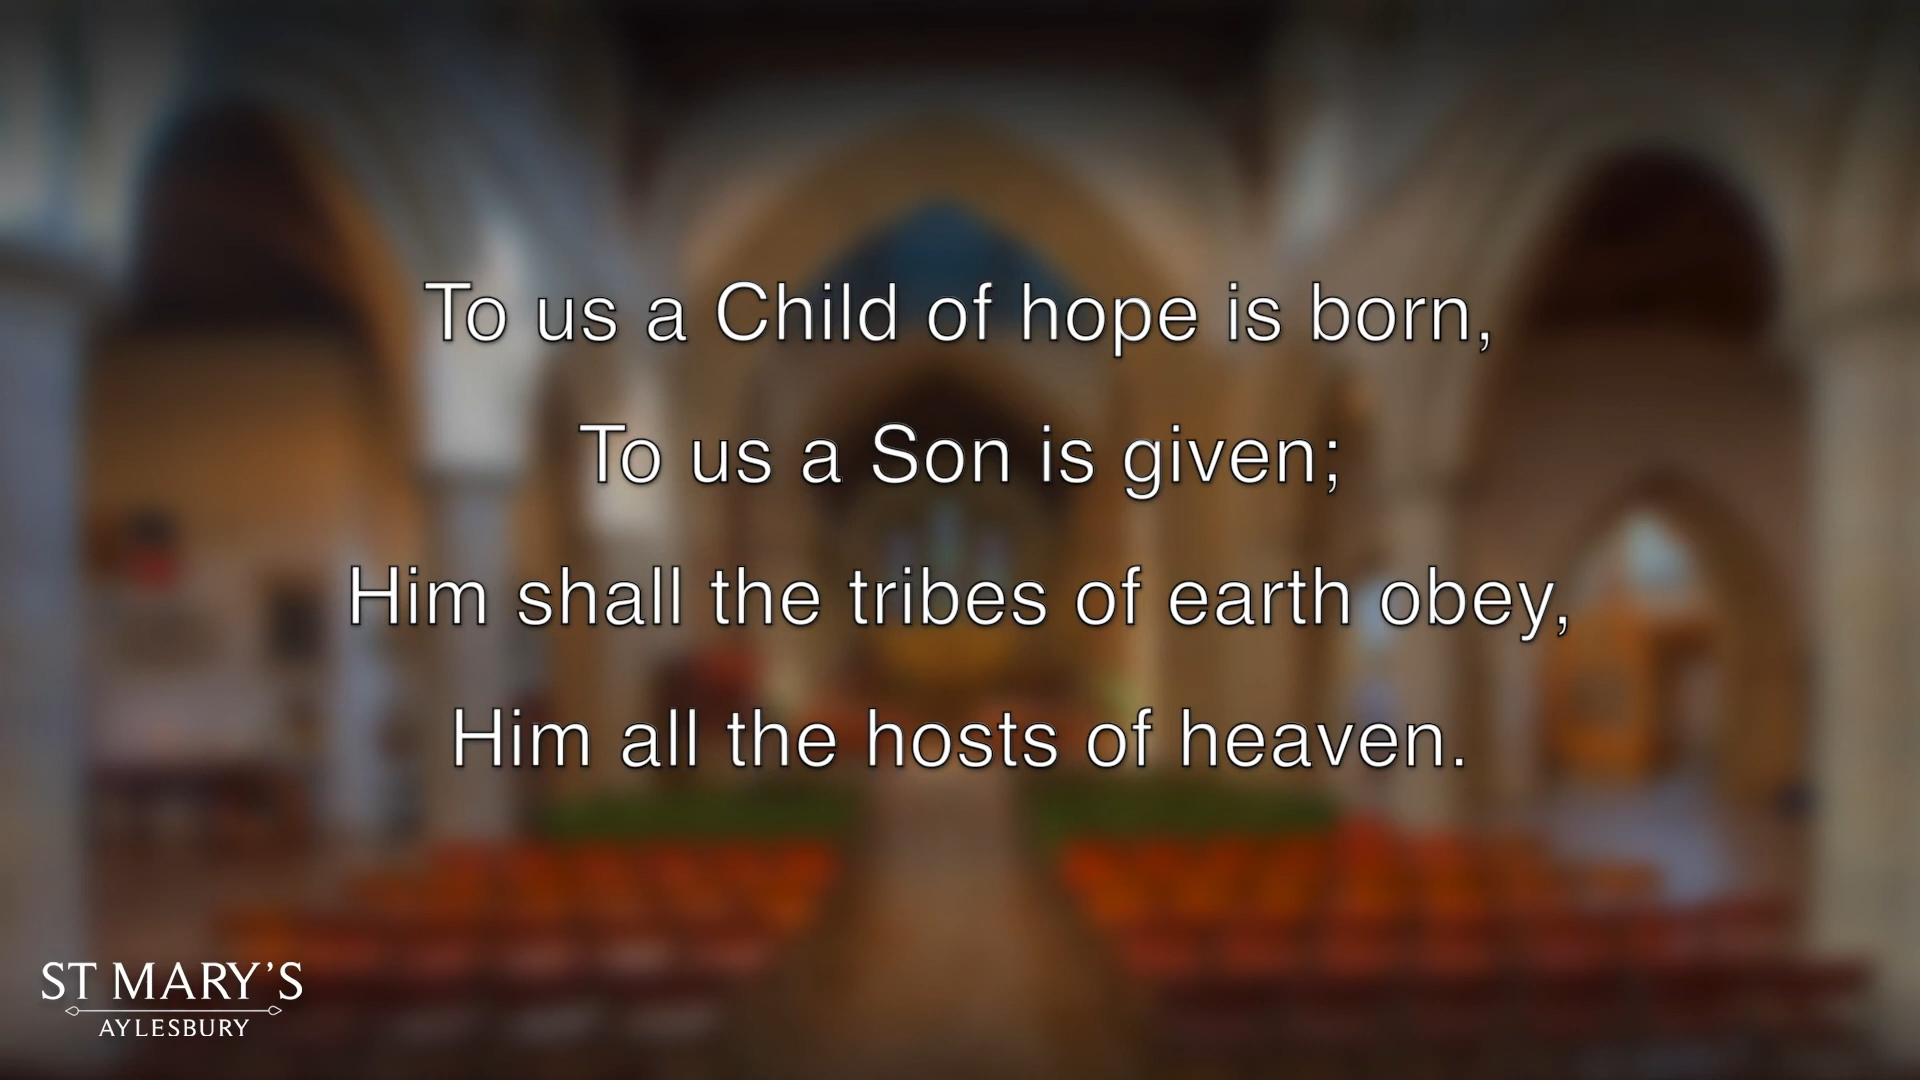 To us a Child of hope is born,
To us a Son is given;
Him shall the tribes of earth obey,
Him all the hosts of heaven.
ST MARY'S
AYLESBURY